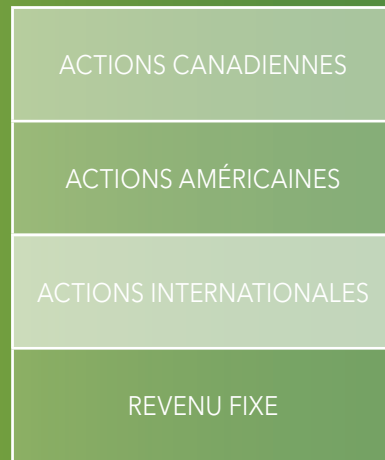 ACTIONS CANADIENNES
ACTIONS AMÉRICAINES
ACTIONS INTERNATIONALES
REVENU FIXE